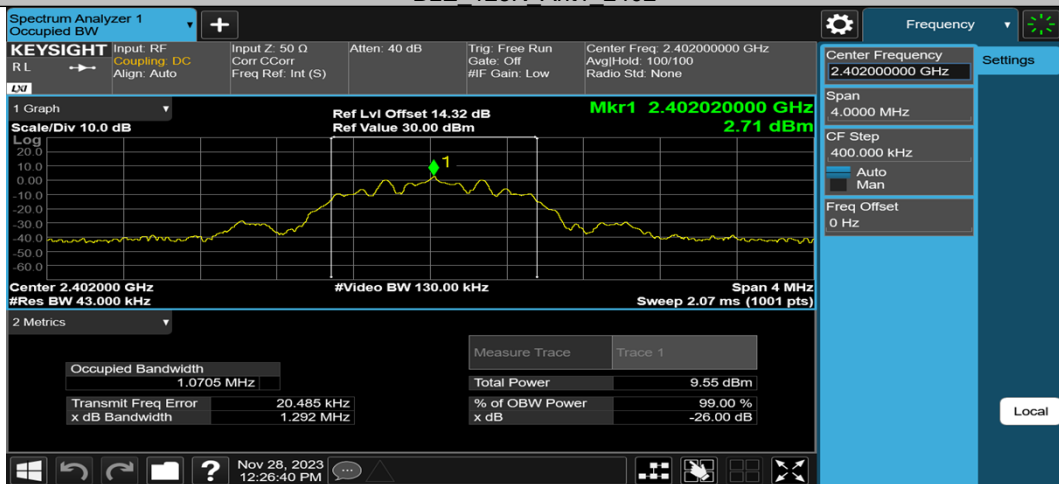 Spectrum Analyzer 1
Occupied BW
Frequency
KEYSIGHT
RL
LXI
Input: RF
Coupling: DC
Align: Auto
Input Z: 50 Ω
Corr CCorr
Freq Ref: Int (S)
Atten: 40 dB
Trig: Free Run
Gate: Off
#IF Gain: Low
Center Freq: 2.402000000 GHz
Avg|Hold: 100/100
Radio Std: None
Center Frequency
2.402000000 GHz
Settings
Span
4.0000 MHz
CF Step
400.000 kHz
Auto
Man
Freq Offset
0 Hz
Local
1 Graph
Scale/Div 10.0 dB
Ref Lvl Offset 14.32 dB
Ref Value 30.00 dBm
Mkr1 2.402020000 GHz
2.71 dBm
Log
20.0
10.0
0.00
-10.0
-20.0
-30.0
-40.0
-50.0
-60.0
1
Center 2.402000 GHz
#Res BW 43.000 kHz
#Video BW 130.00 kHz
Span 4 MHz
Sweep 2.07 ms (1001 pts)
2 Metrics
Measure Trace
Trace 1
Occupied Bandwidth
1.0705 MHz
Total Power
9.55 dBm
Transmit Freq Error
20.485 kHz
% of OBW Power
99.00 %
x dB Bandwidth
1.292 MHz
x dB
-26.00 dB
Nov 28, 2023
12:26:40 PM